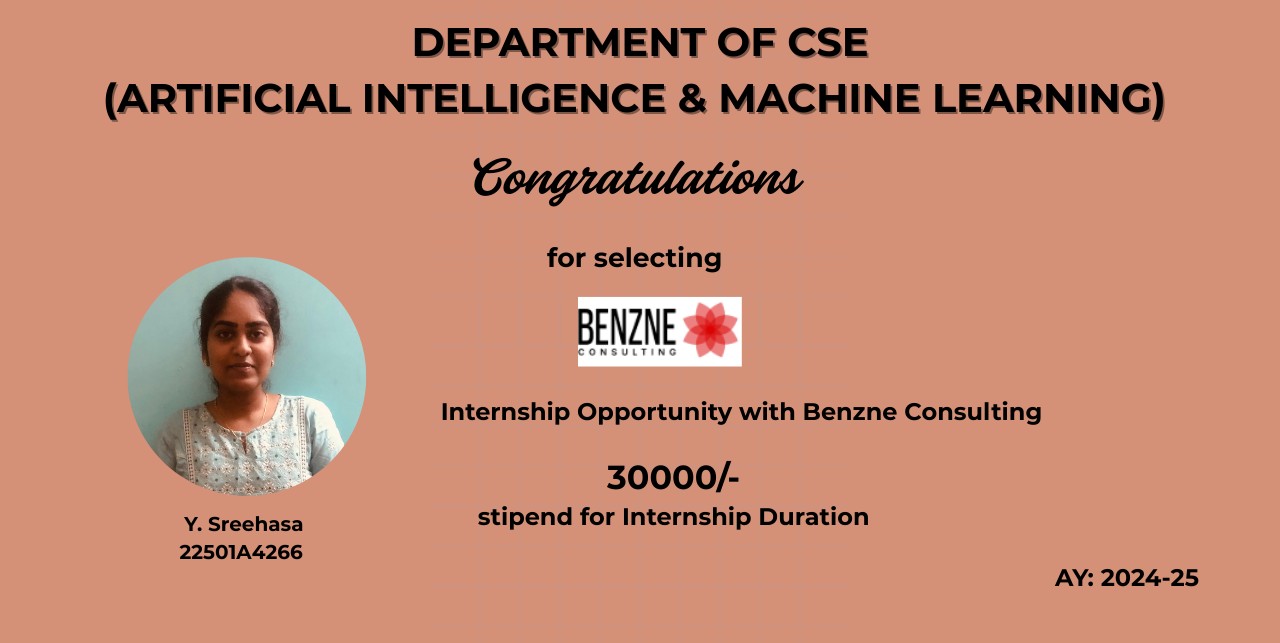 DEPARTMENT OF CSE
(ARTIFICIAL INTELLIGENCE & MACHINE LEARNING)
Congratulations
for selecting
BENZNE
CONSULTING
Internship Opportunity with Benzne Consulting
30000/-
stipend for Internship Duration
Y. Sreehasa
22501A4266
AY: 2024-25